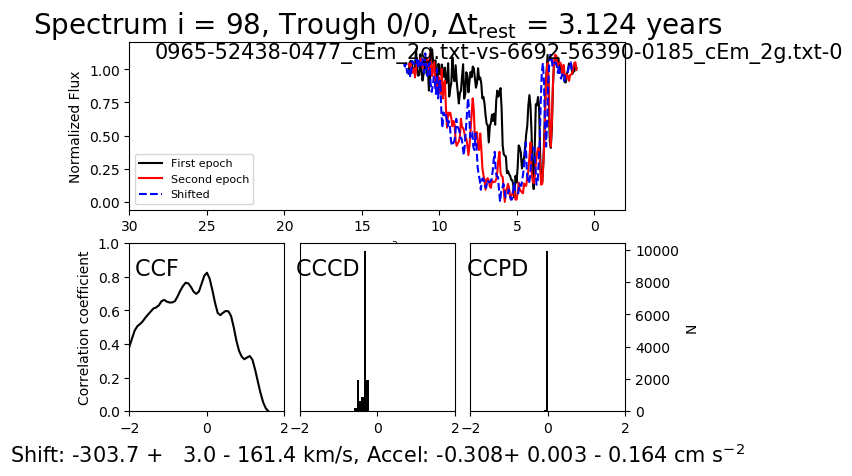 Spectrum i = 98, Trough 0/0, Δt_rest = 3.124 years
0965-52438-0477_cEm_2g.txt-vs-6692-56390-0185_cEm_2g.txt-0
Normalized Flux
1.00
0.75
0.50
0.25
0.00
First epoch
Second epoch
Shifted
30 25 20 15 10 5 0
Correlation coefficient
1.0
0.8
0.6
0.4
0.2
0.0
CCF
−2 0 2
CCCD
−2 0 2
CCPD
−2 0 2
10000
8000
6000
4000
2000
0
N
Shift: -303.7 + 3.0 - 161.4 km/s, Accel: -0.308+ 0.003 - 0.164 cm s⁻²